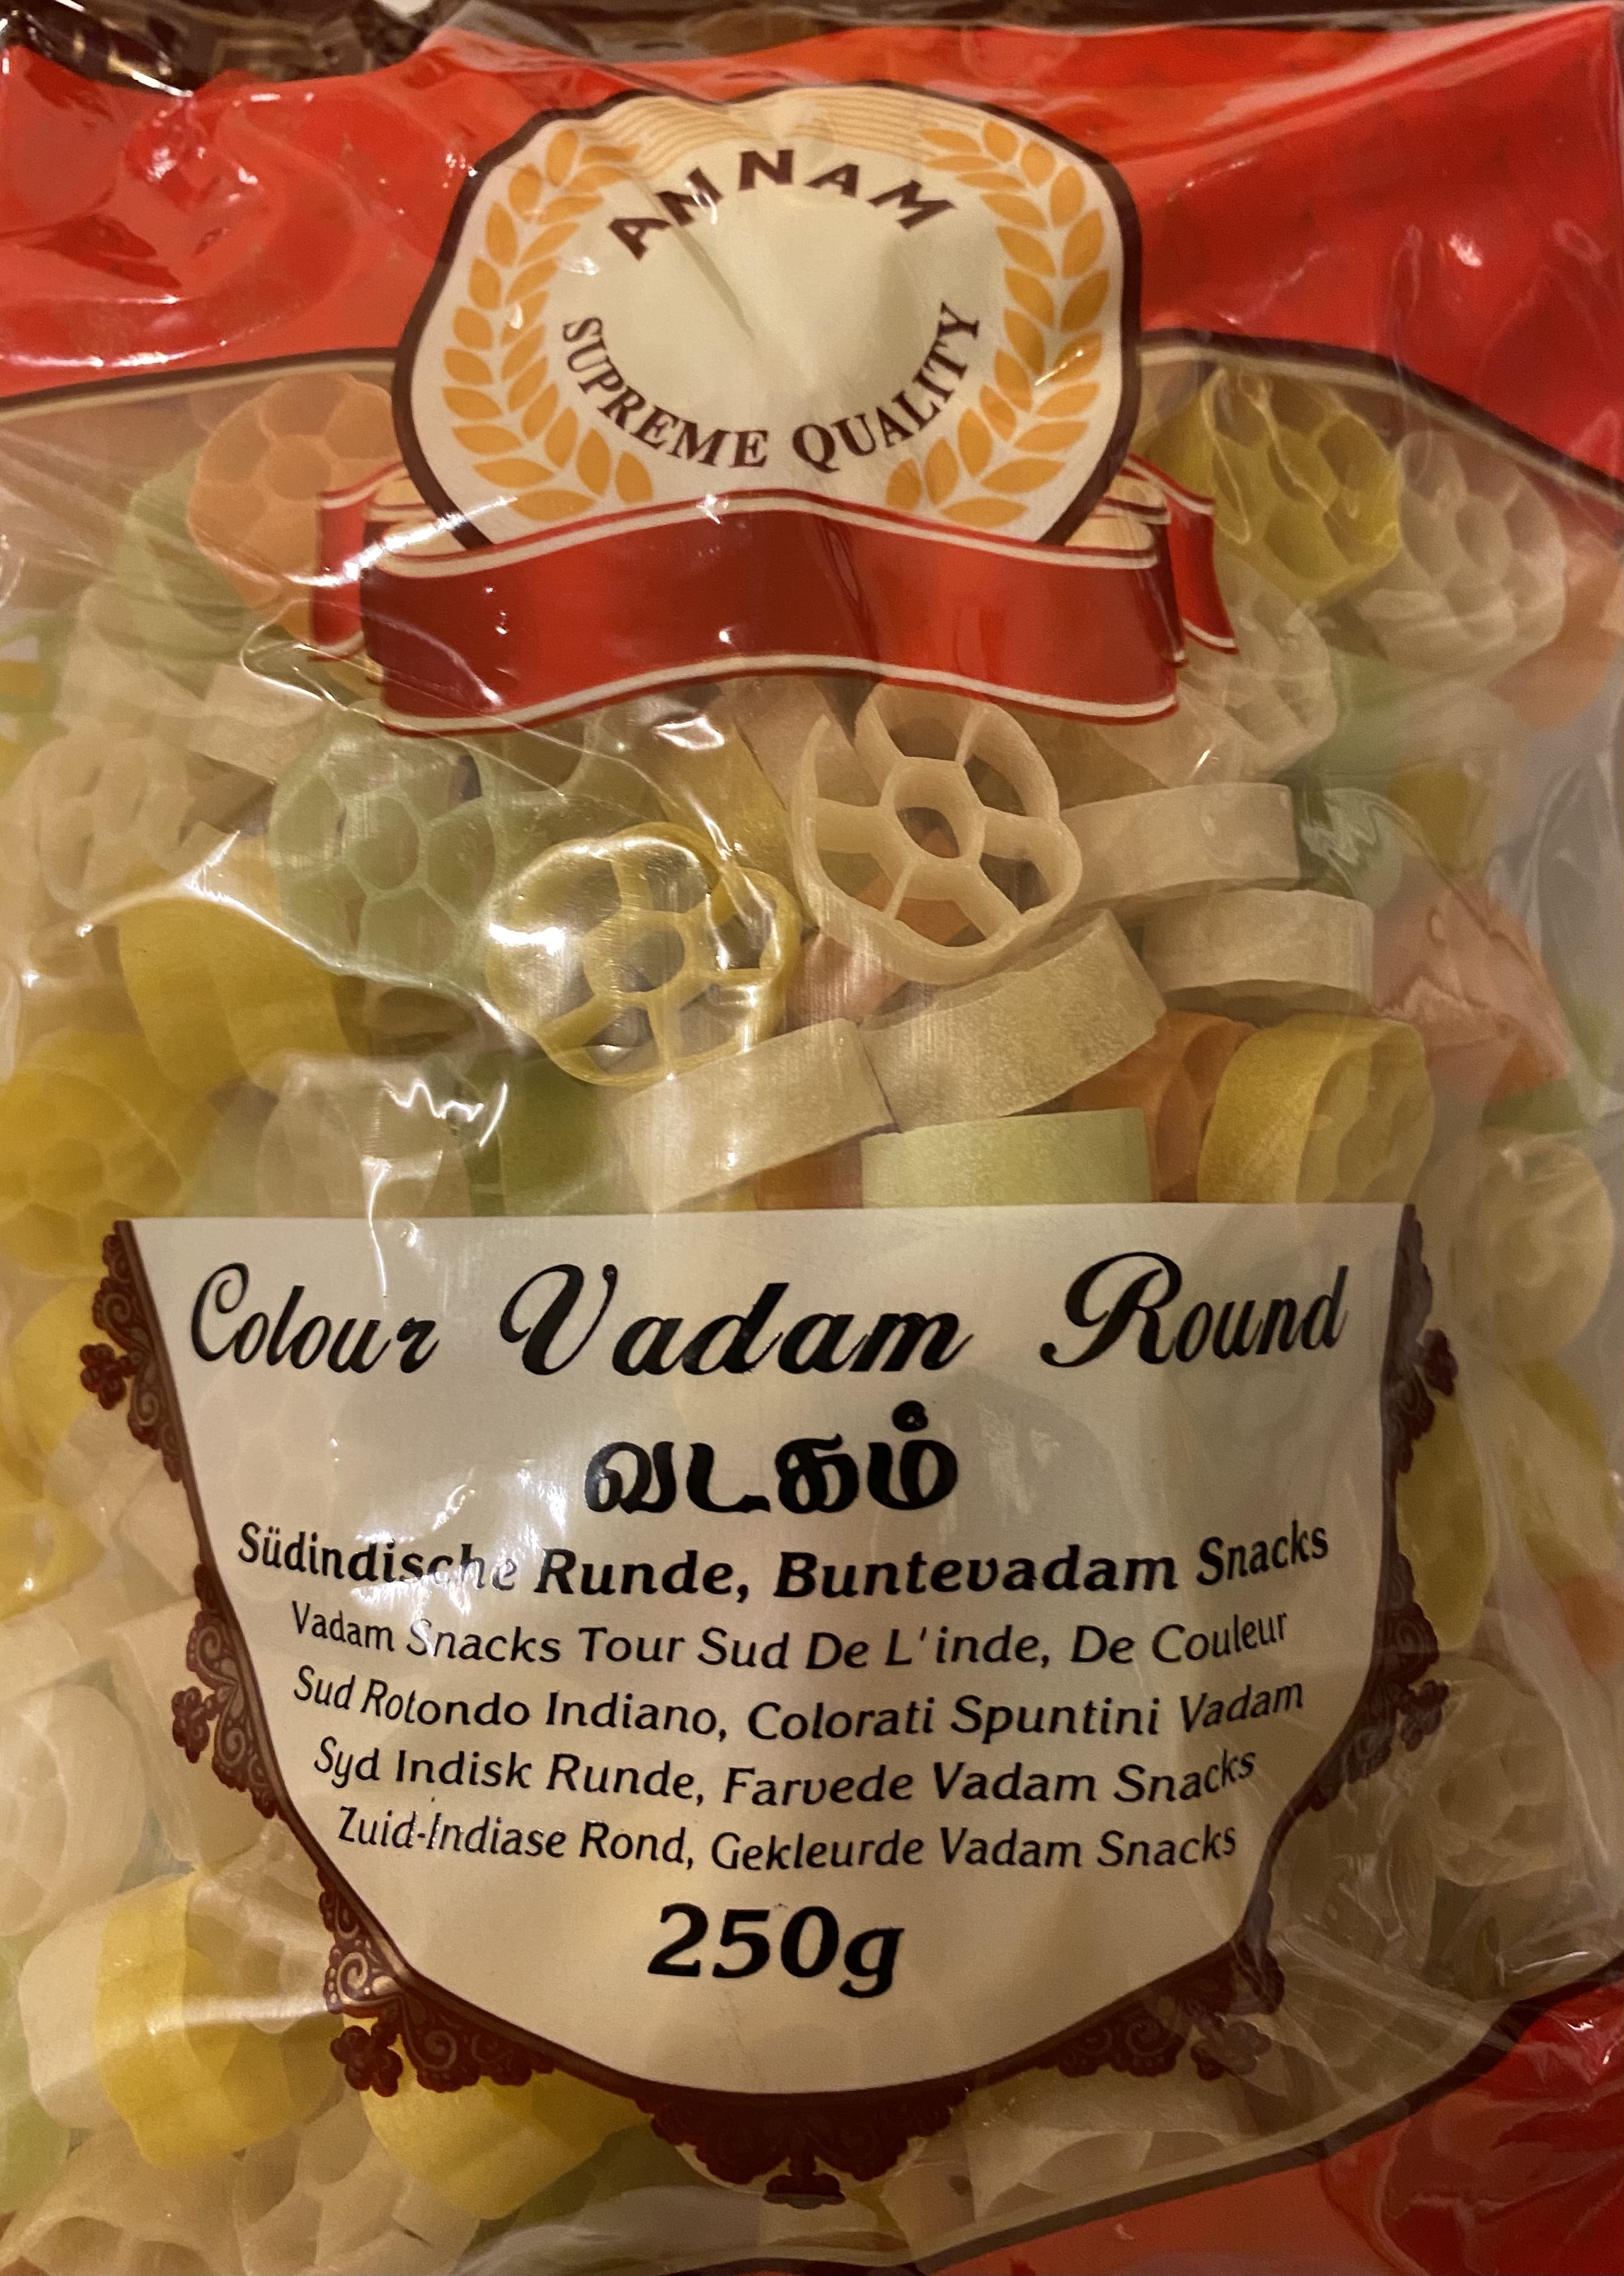 ANNAM
SUPREME QUALITY
Colour Vadam Round
வடகம்
Südindische Runde, Buntevadam Snacks
Vadam Snacks Tour Sud De L'inde, De Couleur
Sud Rotondo Indiano, Colorati Spuntini Vadam
Syd Indisk Runde, Farvede Vadam Snacks
Zuid-Indiase Rond, Gekleurde Vadam Snacks
250g